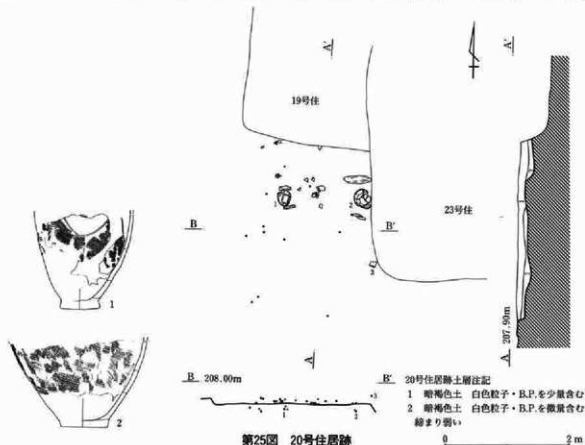 A'
A'
19号住
1
2
B
B'
23号住
3
1
2
A
A 207.90m
B 208.00m
B'
1
2
3
20号住居跡土層注記
1 暗褐色土 白色粒子・B.P.を少量含む
2 暗褐色土 白色粒子・B.P.を微量含む
締まり弱い
第25図 20号住居跡
0 2m